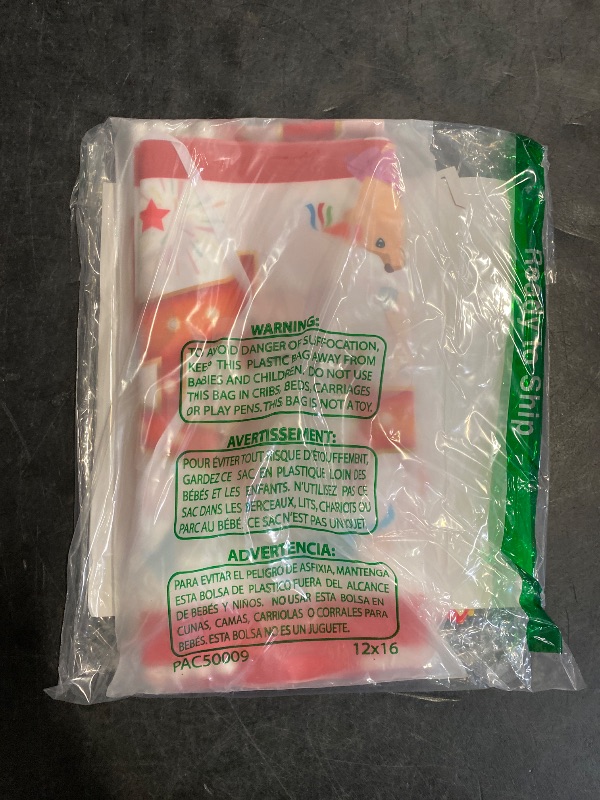 WARNING:
TO AVOID DANGER OF SUFFOCATION,
KEEP THIS PLASTIC BAG AWAY FROM
BABIES AND CHILDREN. DO NOT USE
THIS BAG IN CRIBS, BEDS, CARRIAGES
OR PLAY PENS. THIS BAG IS NOT A TOY.
AVERTISSEMENT:
POUR ÉVITER TOUT RISQUE D'ÉTOUFFEMENT,
GARDEZ CE SAC EN PLASTIQUE LOIN DES
BÉBÉS ET LES ENFANTS. N'UTILISEZ PAS CE
SAC DANS LES BERCEAUX, LITS, CHARIOTS OU
PARC AU BÉBÉ. CE SAC N'EST PAS UN JOUET.
ADVERTENCIA:
PARA EVITAR EL PELIGRO DE ASFIXIA, MANTENGA
ESTA BOLSA DE PLASTICO FUERA DEL ALCANCE
DE BEBÉS Y NIÑOS. NO USAR ESTA BOLSA EN
CUNAS, CAMAS, CARRIOLAS O CORRALES PARA
BEBÉS. ESTA BOLSA NO ES UN JUGUETE.
PAC50009 12x16
Ready to Ship